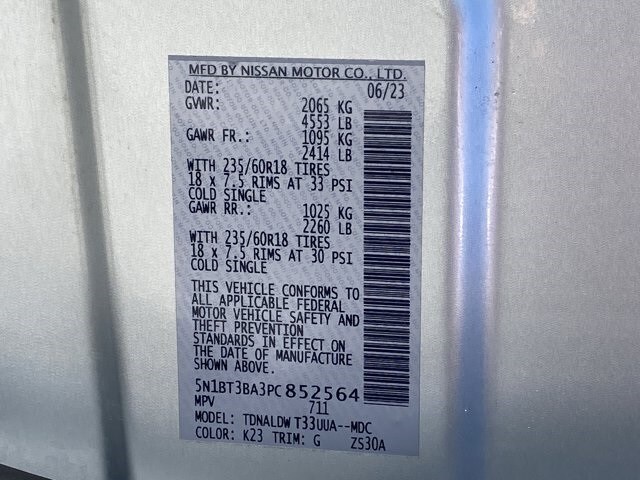 MFD BY NISSAN MOTOR CO., LTD.
DATE: 06/23
GVWR: 2065 KG
4553 LB
GAWR FR.: 1095 KG
2414 LB
WITH 235/60R18 TIRES
18 x 7.5 RIMS AT 33 PSI
COLD SINGLE
GAWR RR.: 1025 KG
2260 LB
WITH 235/60R18 TIRES
18 x 7.5 RIMS AT 30 PSI
COLD SINGLE
THIS VEHICLE CONFORMS TO
ALL APPLICABLE FEDERAL
MOTOR VEHICLE SAFETY AND
THEFT PREVENTION
STANDARDS IN EFFECT ON
THE DATE OF MANUFACTURE
SHOWN ABOVE.
5N1BT3BA3PC852564
MPV 711
MODEL: TDNALDW T33UUA--MDC
COLOR: K23 TRIM: G ZS30A